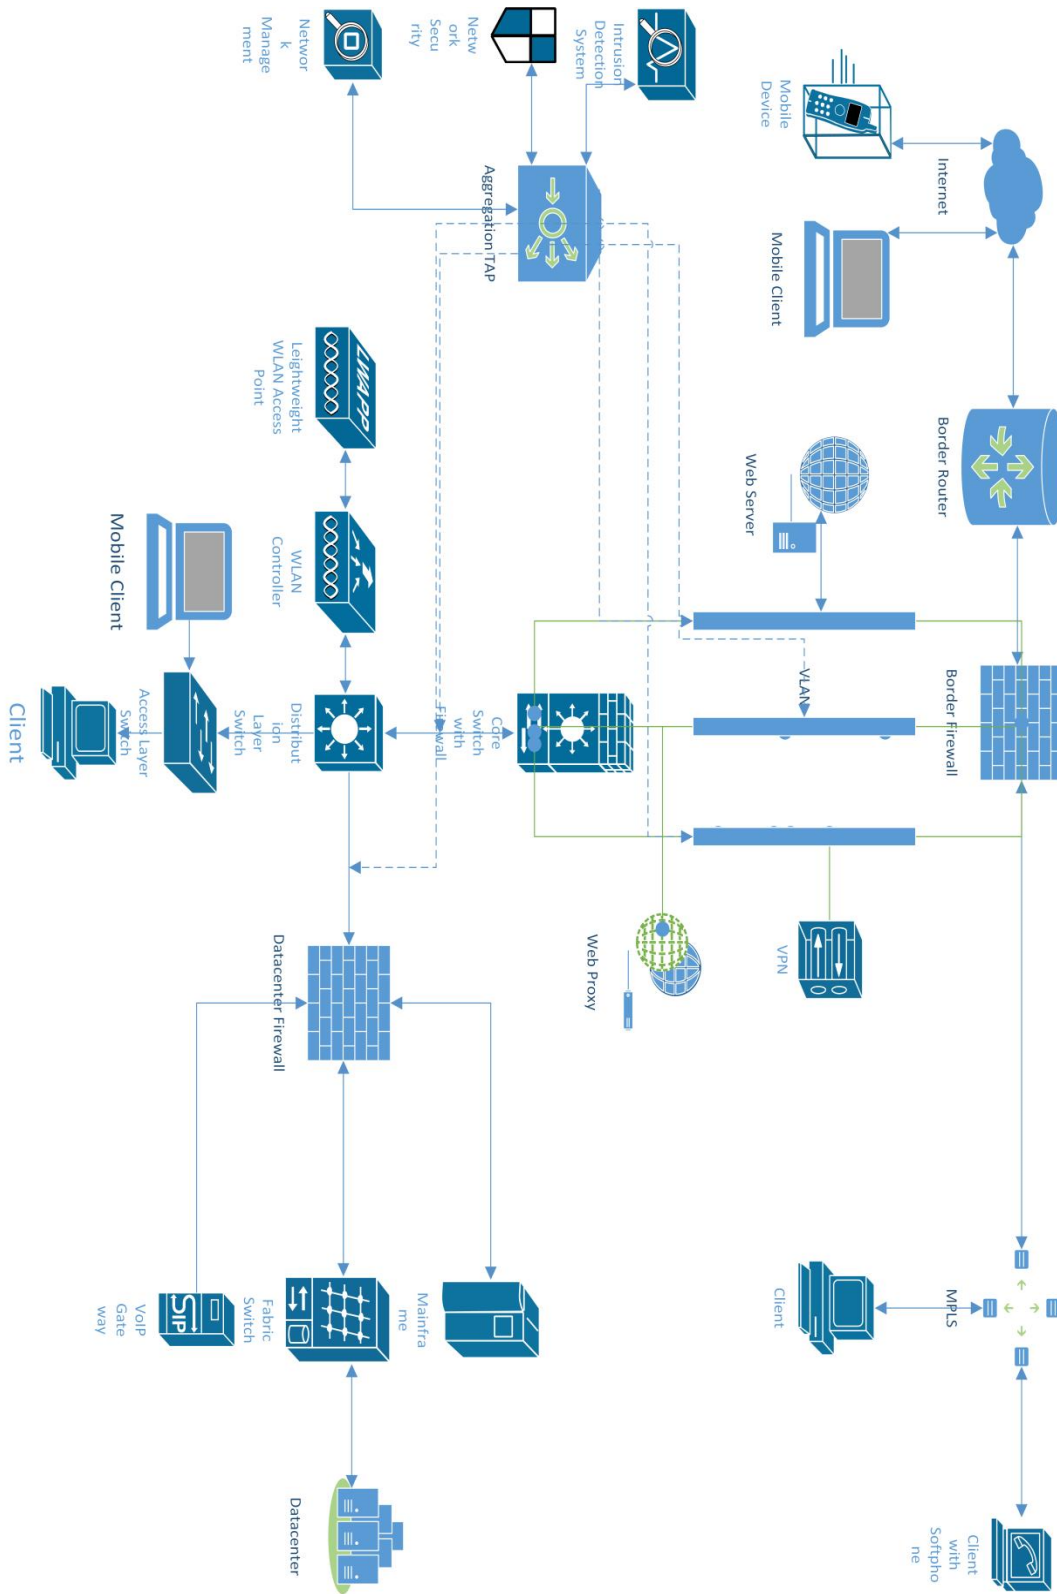 Mobile
Device
Internet
Mobile Client
Border Router
Border Firewall
MPLS
Client
Client
with
Softpho
ne
Web Server
VLAN
VPN
Web Proxy
Intrusion
Detection
System
Netw
ork
Secu
rity
Networ
k
Manage
ment
Aggregation TAP
Core
Switch
with
Firewall
LWAPP
Leightweight
WLAN Access
Point
WLAN
Controller
Distribut
ion
Layer
Switch
Datacenter Firewall
Mainfra
me
Fabric
Switch
SIP
VoIP
Gate
way
Datacenter
Mobile Client
Access Layer
Switch
Client